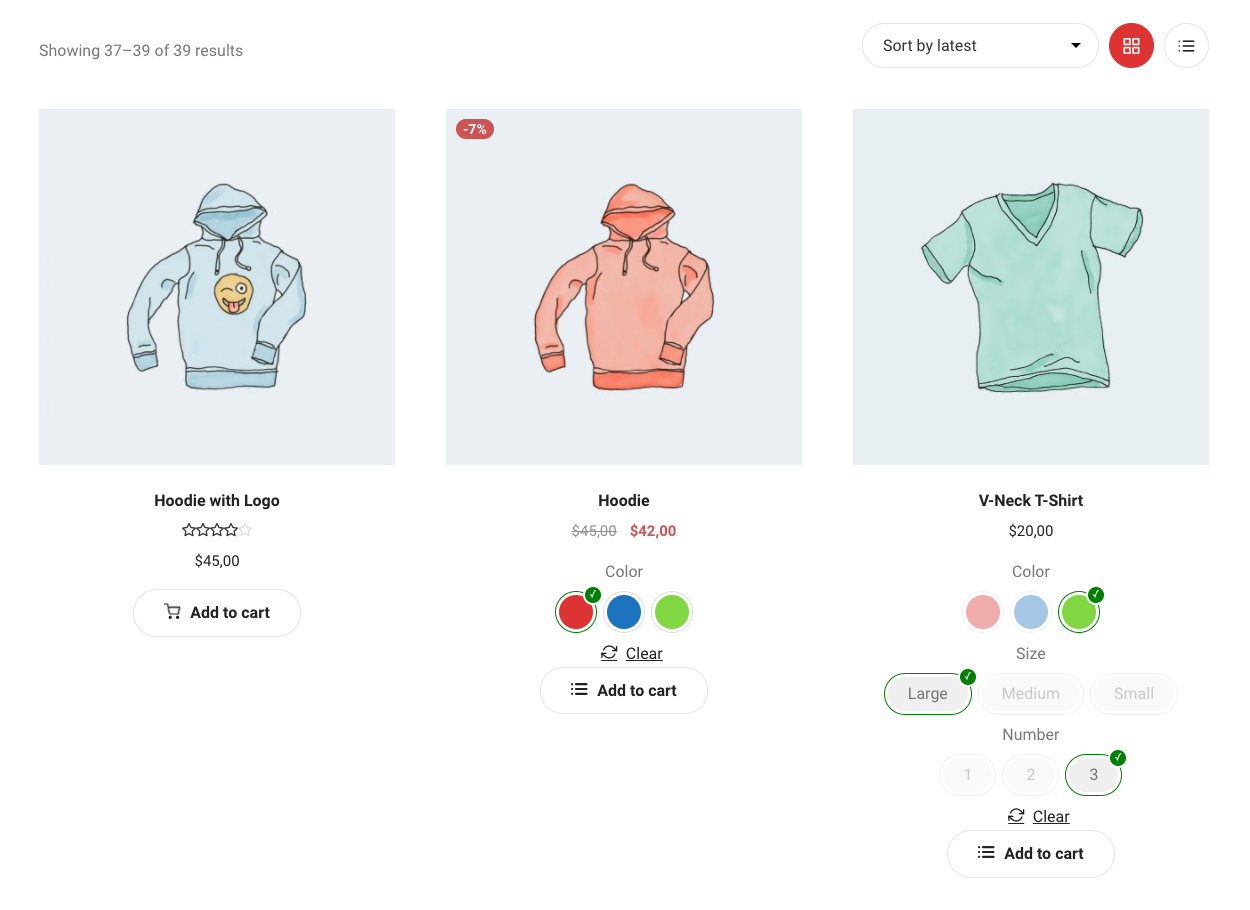 Showing 37–39 of 39 results
Sort by latest
-7%
Hoodie with Logo
$45,00
Add to cart
Hoodie
$45,00 $42,00
Color
Clear
Add to cart
V-Neck T-Shirt
$20,00
Color
Size
Large Medium Small
Number
1 2 3
Clear
Add to cart